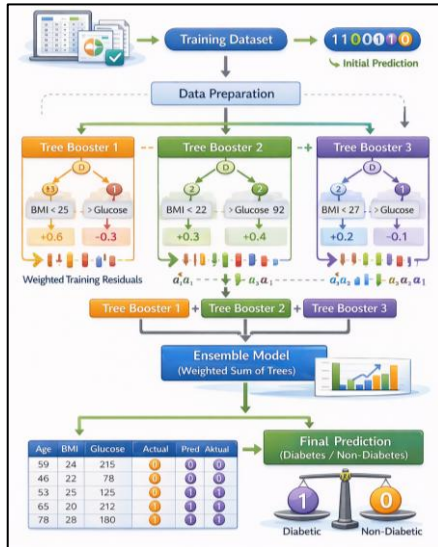 Training Dataset
1100110
Initial Prediction
Data Preparation
Tree Booster 1
Tree Booster 2
Tree Booster 3
D D D
1 2 2 2 1
BMI < 25 > Glucose
BMI < 22 > Glucose 92
BMI < 27 > Glucose
+0.6 -0.3 +0.3 +0.4 +0.2 -0.1
Weighted Training Residuals
Tree Booster 1 + Tree Booster 2 + Tree Booster 3
Ensemble Model
(Weighted Sum of Trees)
Age BMI Glucose Actual Pred Aktual
59 24 215 0 0 0
46 22 78 0 0 0
53 25 125 0 1 1
65 20 212 1 1 1
78 28 180 1 1 1
Final Prediction
(Diabetes / Non-Diabetes)
1 0
Diabetic Non-Diabetic